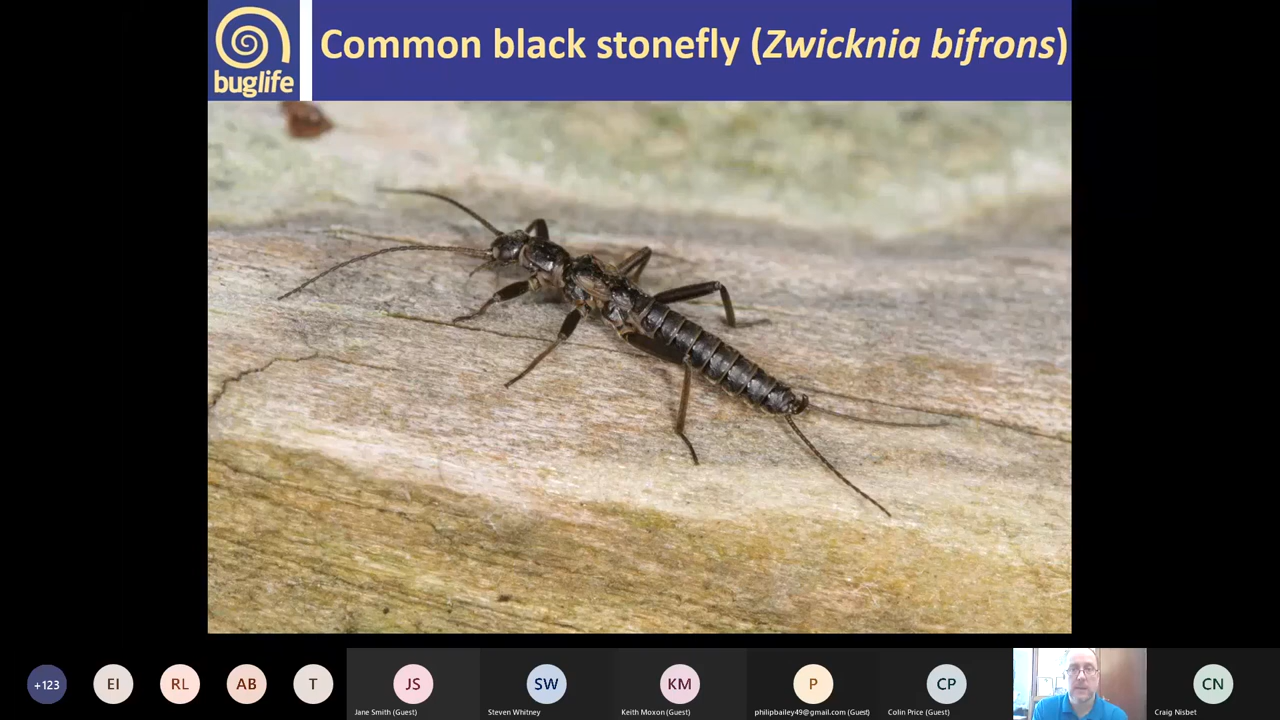 buglife
Common black stonefly (Zwicknia bifrons)
+123
EI
RL
AB
T
JS
Jane Smith (Guest)
SW
Steven Whitney
KM
Keith Moxon (Guest)
P
philipbailey49@gmail.com (Guest)
CP
Colin Price (Guest)
CN
Craig Nisbet